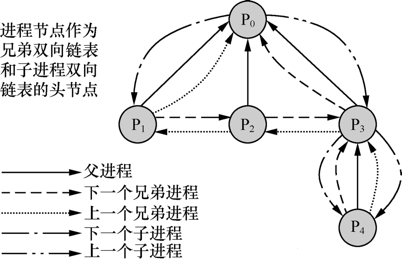 进程节点作为
兄弟双向链表
和子进程双向
链表的头节点
P0
P1
P2
P3
P4
父进程
下一个兄弟进程
上一个兄弟进程
下一个子进程
上一个子进程